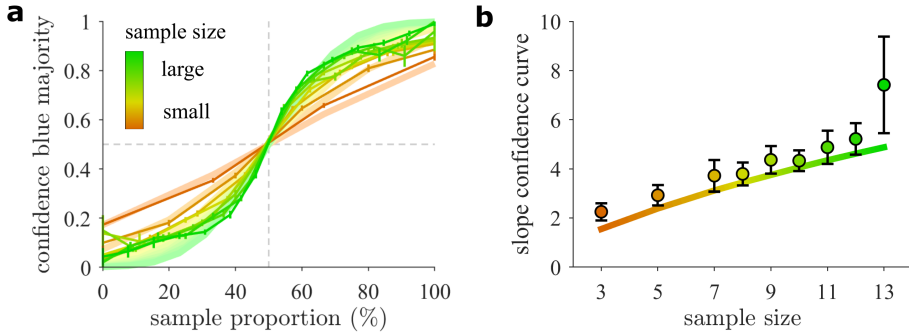 a
sample size
large
small
confidence blue majority
1
0.8
0.6
0.4
0.2
0
0 20 40 60 80 100
sample proportion (%)
b
slope confidence curve
10
8
6
4
2
0
3 5 7 9 11 13
sample size